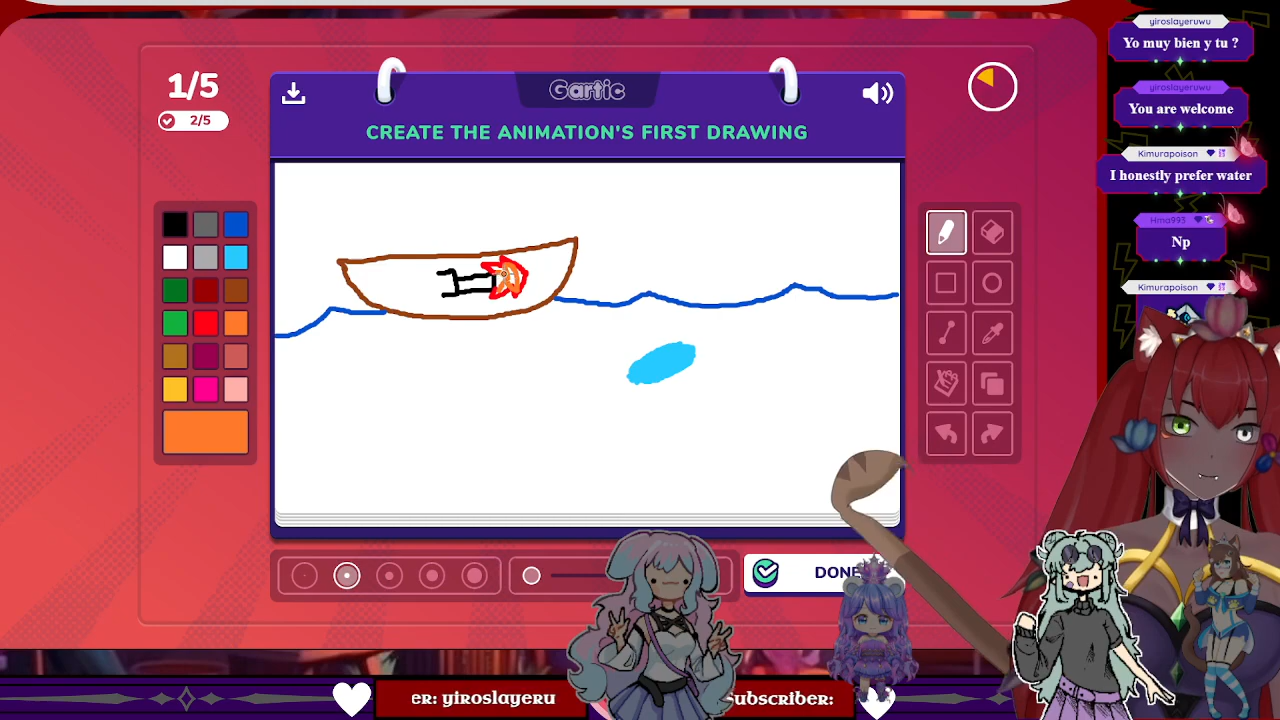 1/5
2/5
Gartic
CREATE THE ANIMATION'S FIRST DRAWING
DONE
yiroslayeruwu
Yo muy bien y tu ?
yiroslayeruwu
You are welcome
Kimurapoison
I honestly prefer water
Hma993
Np
Kimurapoison
er: yiroslayeru
subscriber: